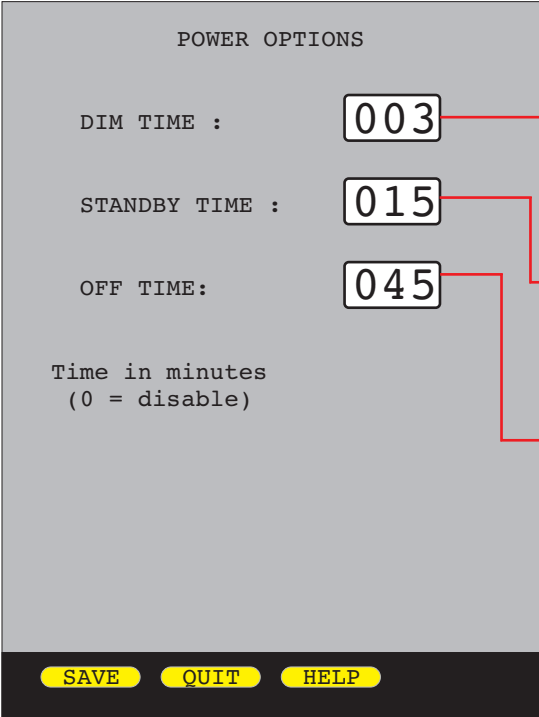 POWER OPTIONS
DIM TIME : 003
STANDBY TIME : 015
OFF TIME: 045
Time in minutes
(0 = disable)
SAVE QUIT HELP